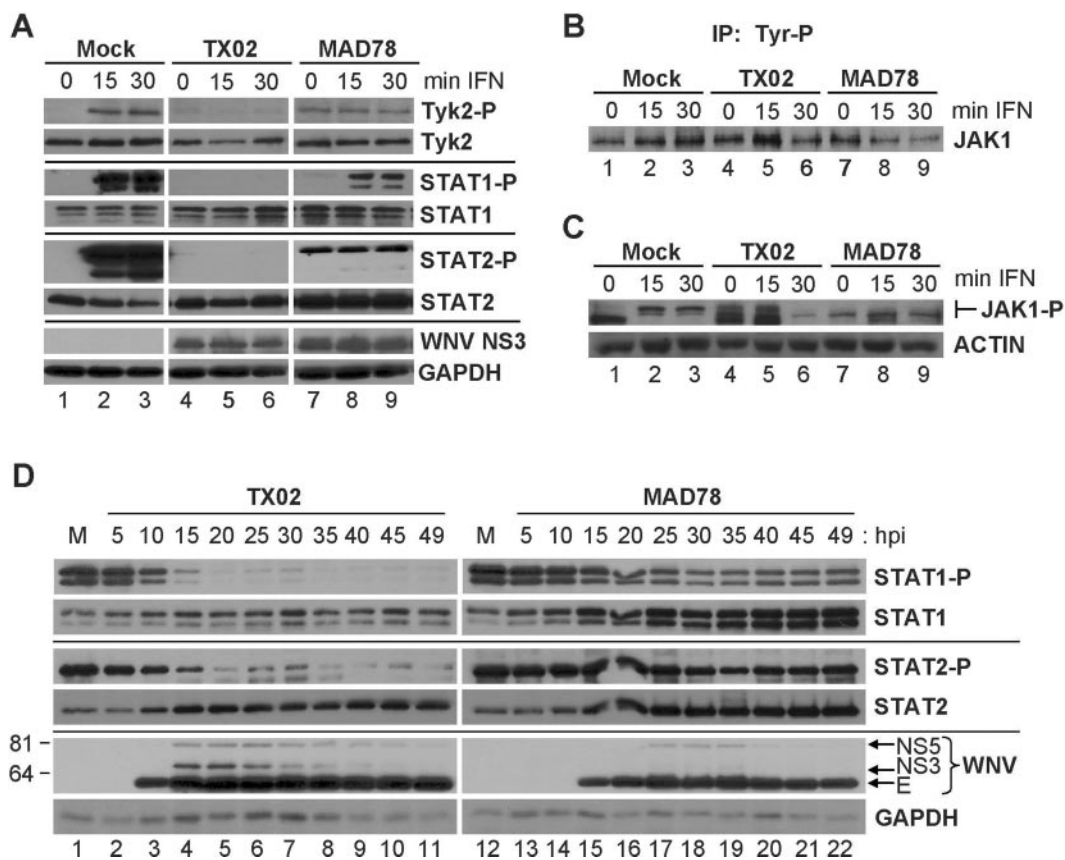 A
Mock TX02 MAD78
0 15 30 0 15 30 0 15 30 min IFN
Tyk2-P
Tyk2
STAT1-P
STAT1
STAT2-P
STAT2
WNV NS3
GAPDH
1 2 3 4 5 6 7 8 9
B
IP: Tyr-P
Mock TX02 MAD78
0 15 30 0 15 30 0 15 30 min IFN
JAK1
1 2 3 4 5 6 7 8 9
C
Mock TX02 MAD78
0 15 30 0 15 30 0 15 30 min IFN
JAK1-P
ACTIN
1 2 3 4 5 6 7 8 9
D
TX02 MAD78
M 5 10 15 20 25 30 35 40 45 49 M 5 10 15 20 25 30 35 40 45 49 : hpi
STAT1-P
STAT1
STAT2-P
STAT2
81 NS5
64 NS3 WNV
E
GAPDH
1 2 3 4 5 6 7 8 9 10 11 12 13 14 15 16 17 18 19 20 21 22